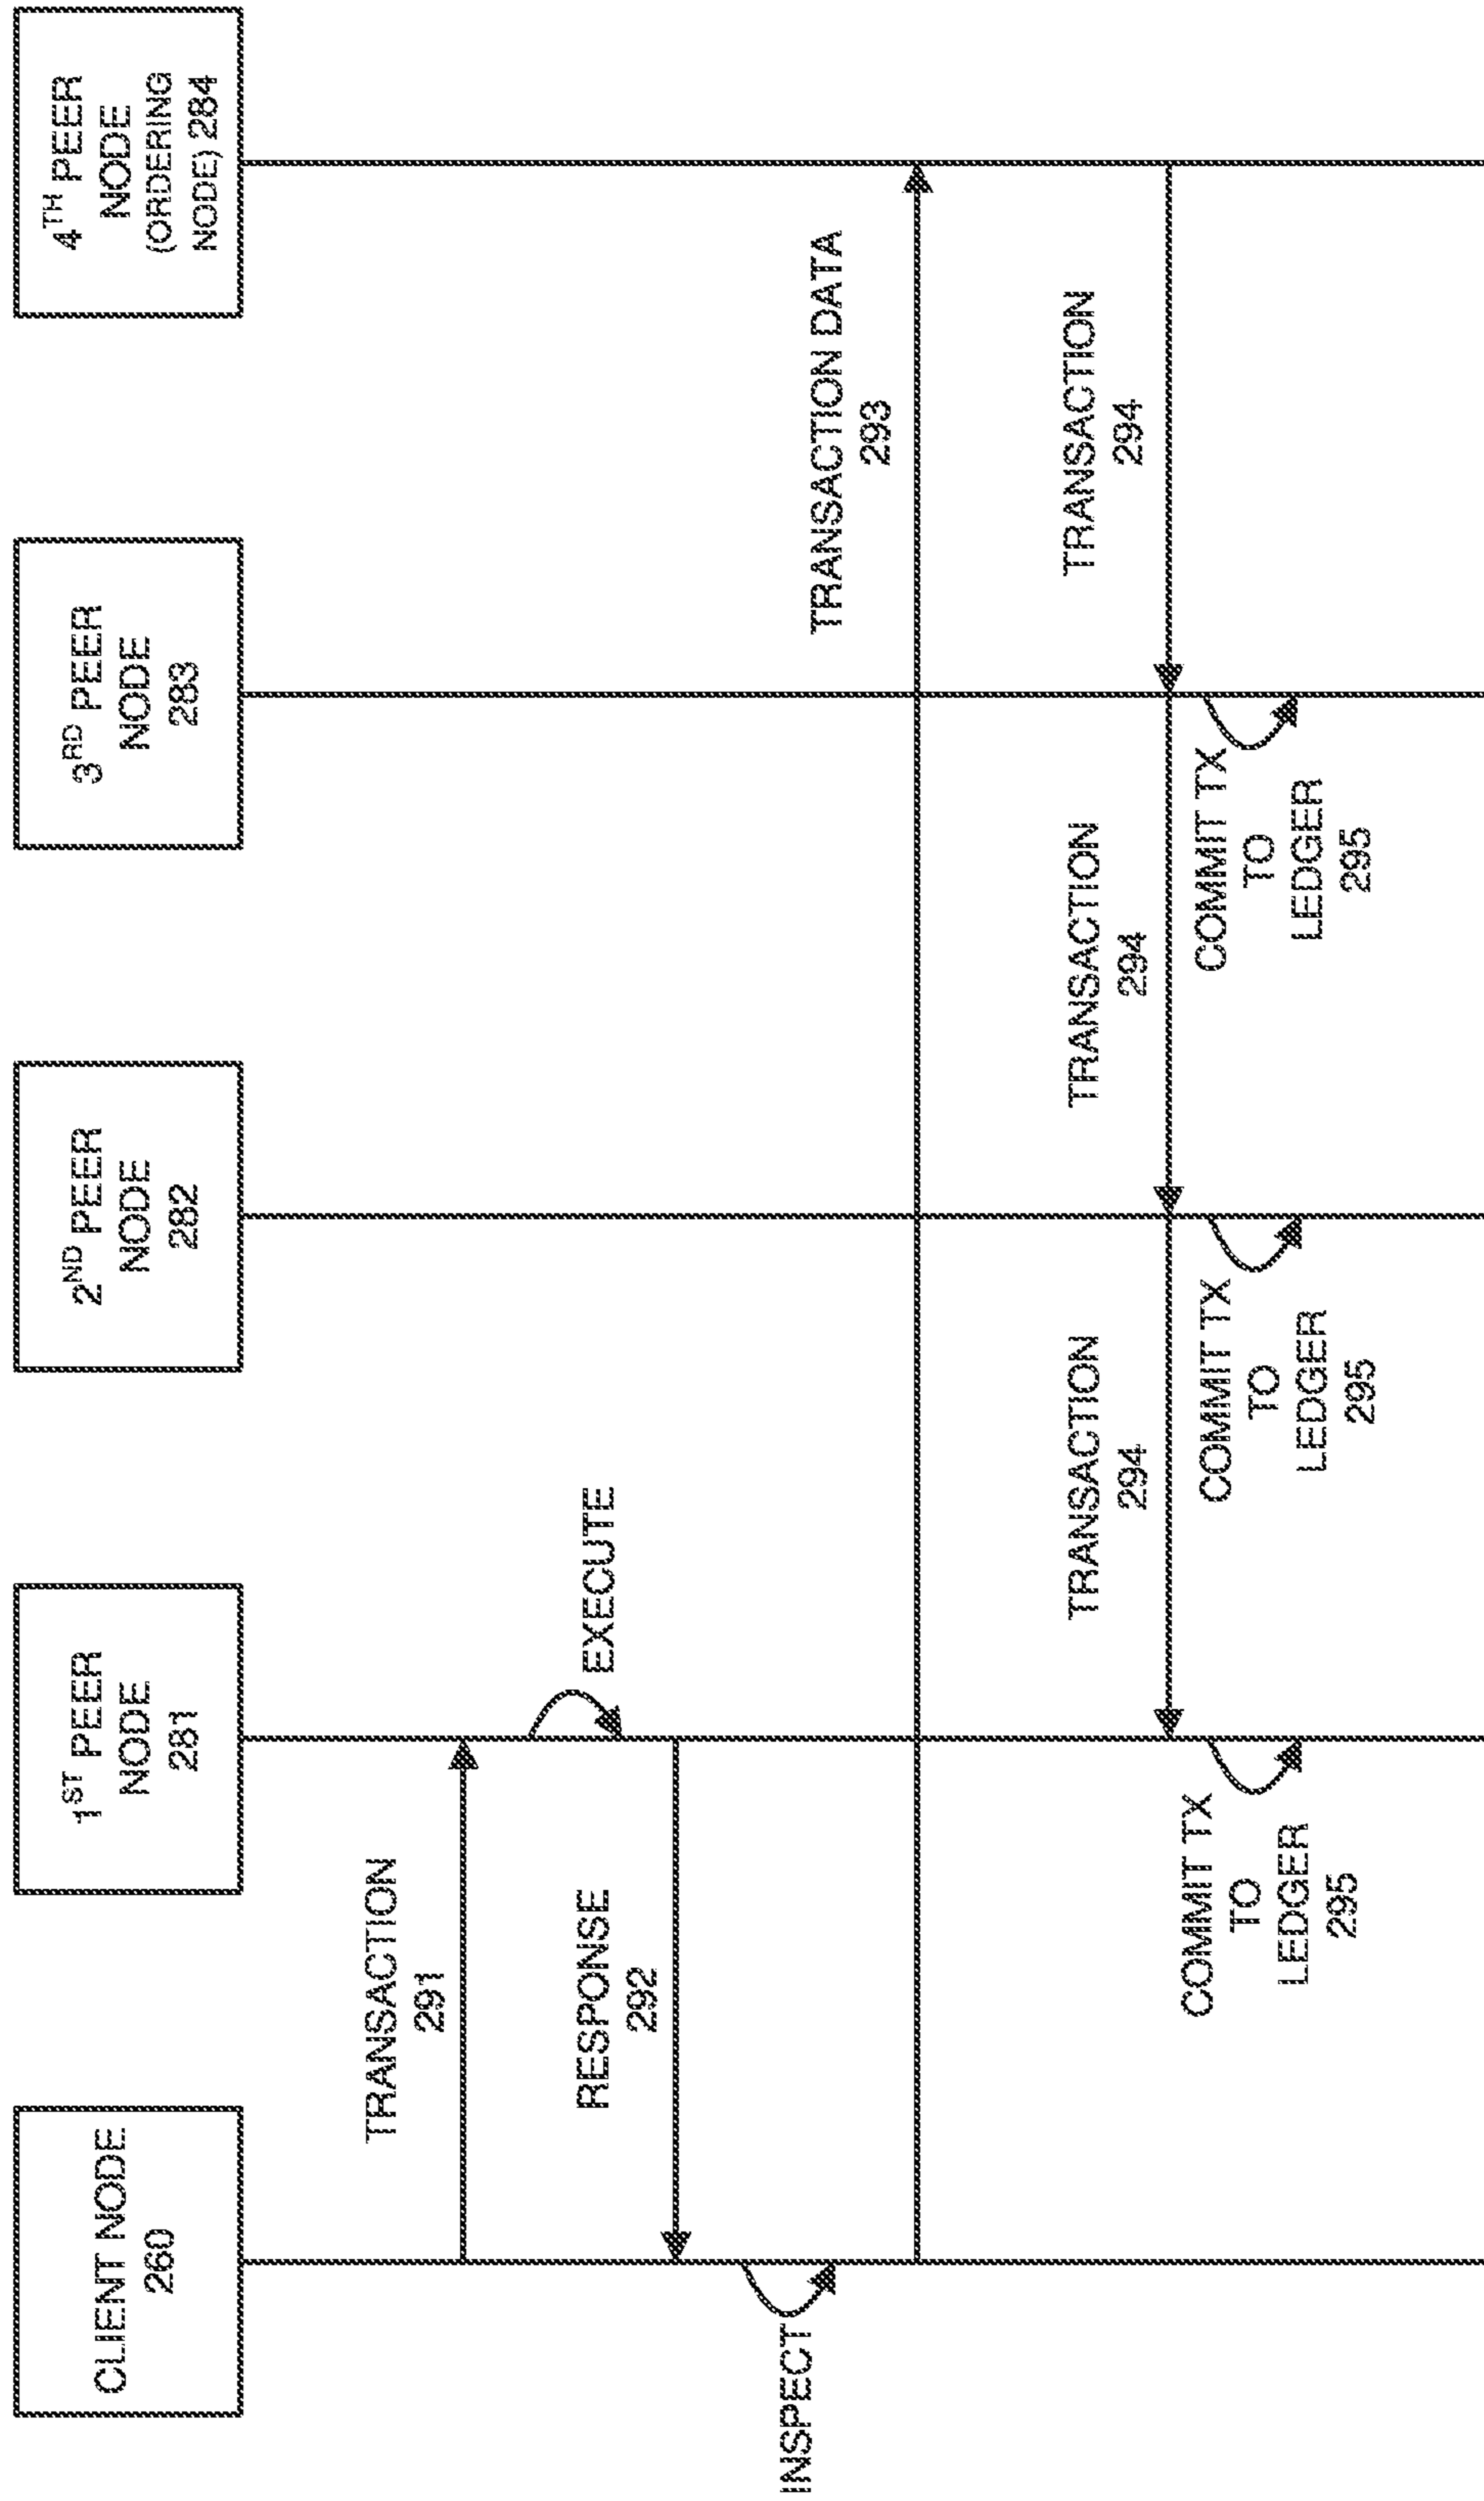 CLIENT NODE
260
1ST PEER
NODE
281
2ND PEER
NODE
282
3RD PEER
NODE
283
4TH PEER
NODE
(ORDERING
NODE) 284
TRANSACTION
291
EXECUTE
RESPONSE
292
INSPECT
TRANSACTION DATA
293
TRANSACTION
294
TRANSACTION
294
TRANSACTION
294
COMMIT TX
TO
LEDGER
295
COMMIT TX
TO
LEDGER
295
COMMIT TX
TO
LEDGER
295